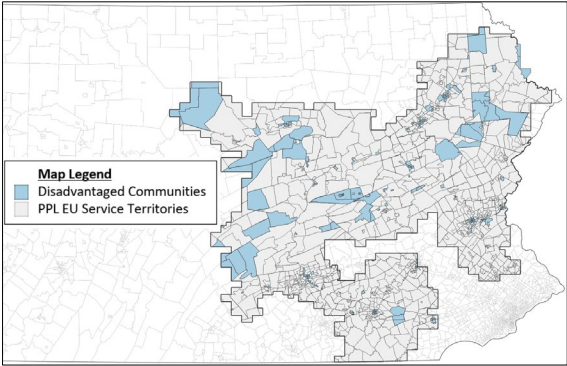 Map Legend
Disadvantaged Communities
PPL EU Service Territories